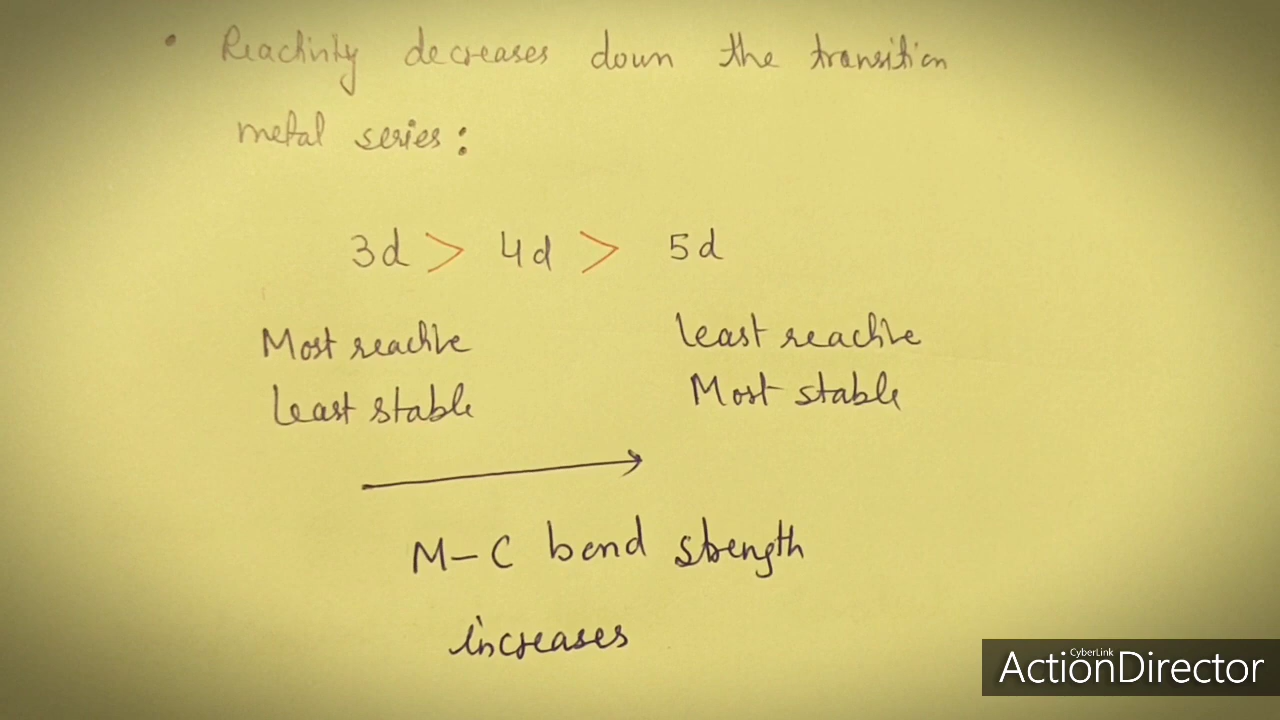 • Reactivity decreases down the transition
metal series:
3d > 4d > 5d
Most reactive least reactive
Least stable Most stable
M-C bond strength
increases
CyberLink
ActionDirector